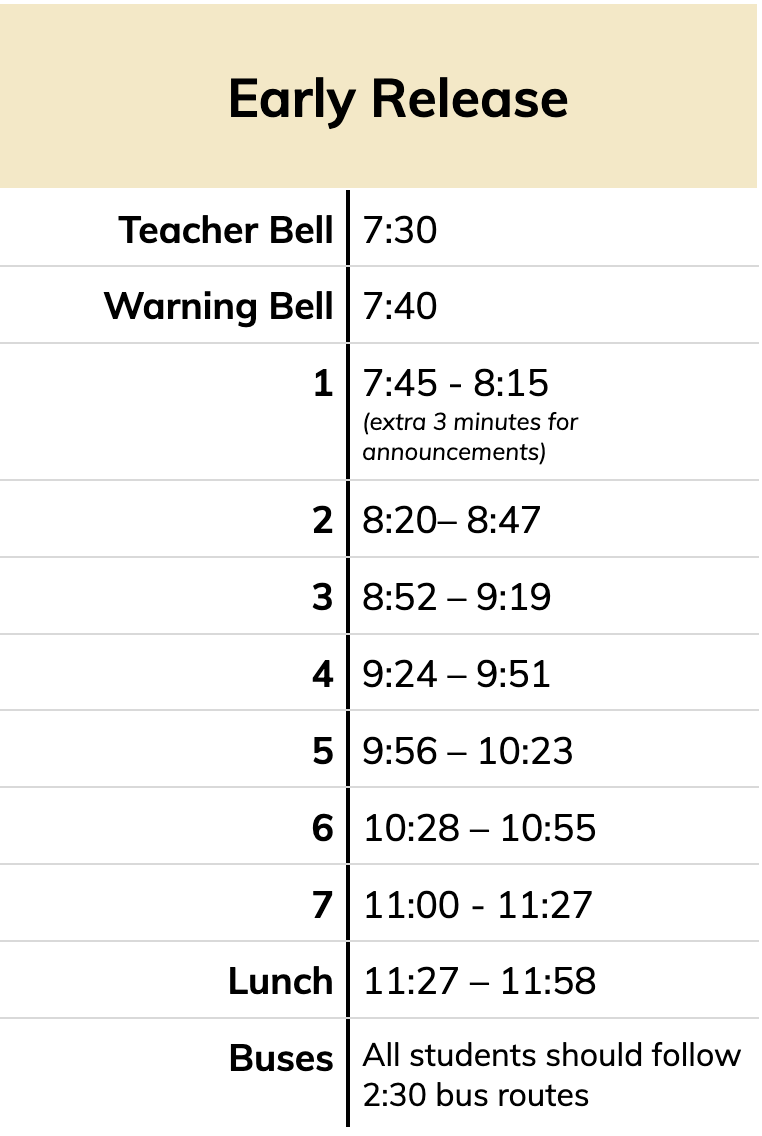 Early Release
Teacher Bell 7:30
Warning Bell 7:40
1 7:45 - 8:15
(extra 3 minutes for
announcements)
2 8:20– 8:47
3 8:52 – 9:19
4 9:24 – 9:51
5 9:56 – 10:23
6 10:28 – 10:55
7 11:00 - 11:27
Lunch 11:27 – 11:58
Buses All students should follow
2:30 bus routes